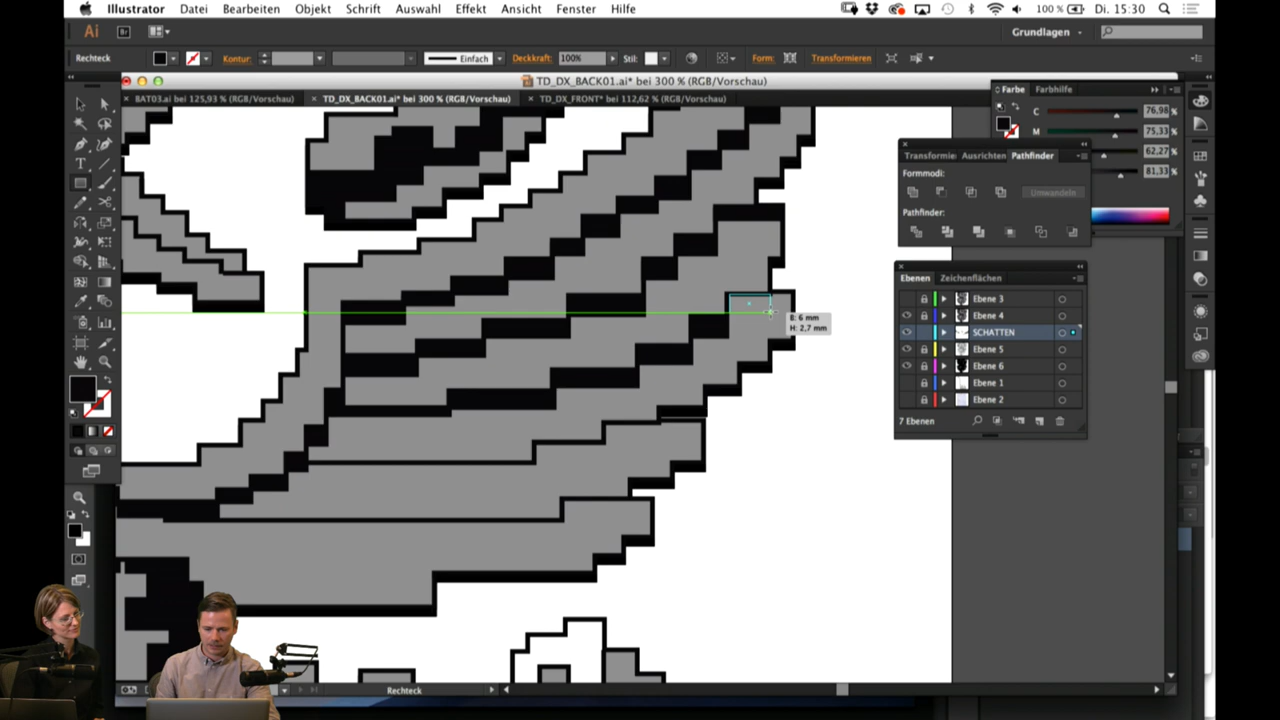 Illustrator Datei Bearbeiten Objekt Schrift Auswahl Effekt Ansicht Fenster Hilfe 100 % Di. 15:30
Ai Br Grundlagen
Rechteck Kontur: Einfach Deckkraft: 100% Stil: Form: Transformieren
TD_DX_BACK01.ai* bei 300 % (RGB/Vorschau)
BAT03.ai bei 125,93 % (RGB/Vorschau) TD_DX_BACK01.ai* bei 300 % (RGB/Vorschau) TD_DX_FRONT* bei 112,62 % (RGB/Vorschau)
Farbe Farbhilfe
C 76,98 %
M 75,33 %
62,27 %
81,33 %
Transformie Ausrichten Pathfinder
Formmodi:
Umwandeln
Pathfinder:
Ebenen Zeichenflächen
Ebene 3
Ebene 4
SCHATTEN
Ebene 5
Ebene 6
Ebene 1
Ebene 2
7 Ebenen
B: 6 mm
H: 2,7 mm
Rechteck